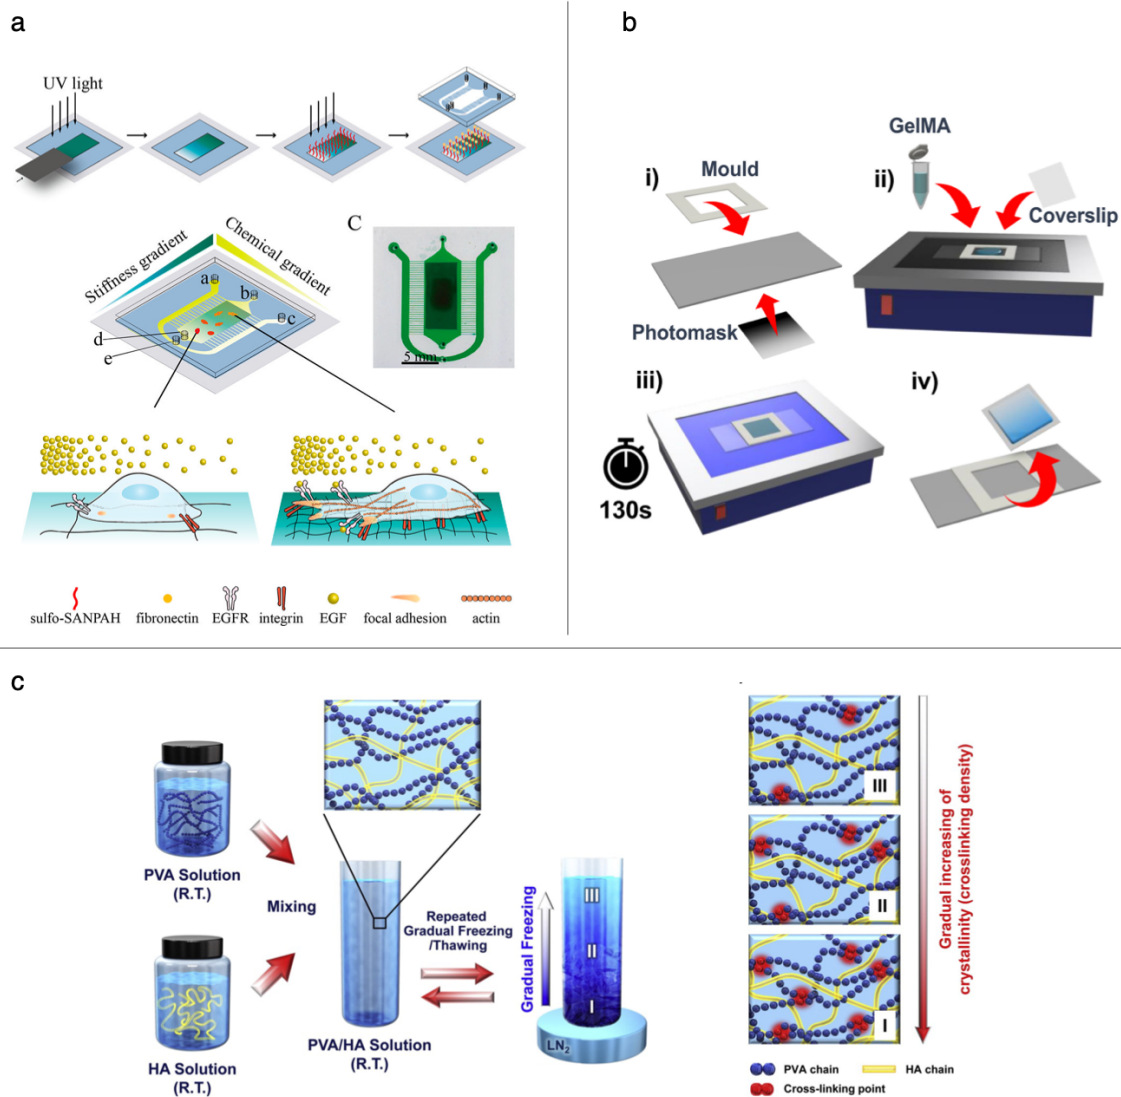 a
UV light
Stiffness gradient
Chemical gradient
a
b
c
d
e
C
5 mm
sulfo-SANPAH
fibronectin
EGFR
integrin
EGF
focal adhesion
actin
b
i)
Mould
Photomask
ii)
GelMA
Coverslip
iii)
130s
iv)
c
PVA Solution
(R.T.)
Mixing
HA Solution
(R.T.)
PVA/HA Solution
(R.T.)
Repeated
Gradual Freezing
/Thawing
Gradual Freezing
III
II
I
LN2
III
II
I
Gradual increasing of
crystallinity (crosslinking density)
PVA chain
HA chain
Cross-linking point